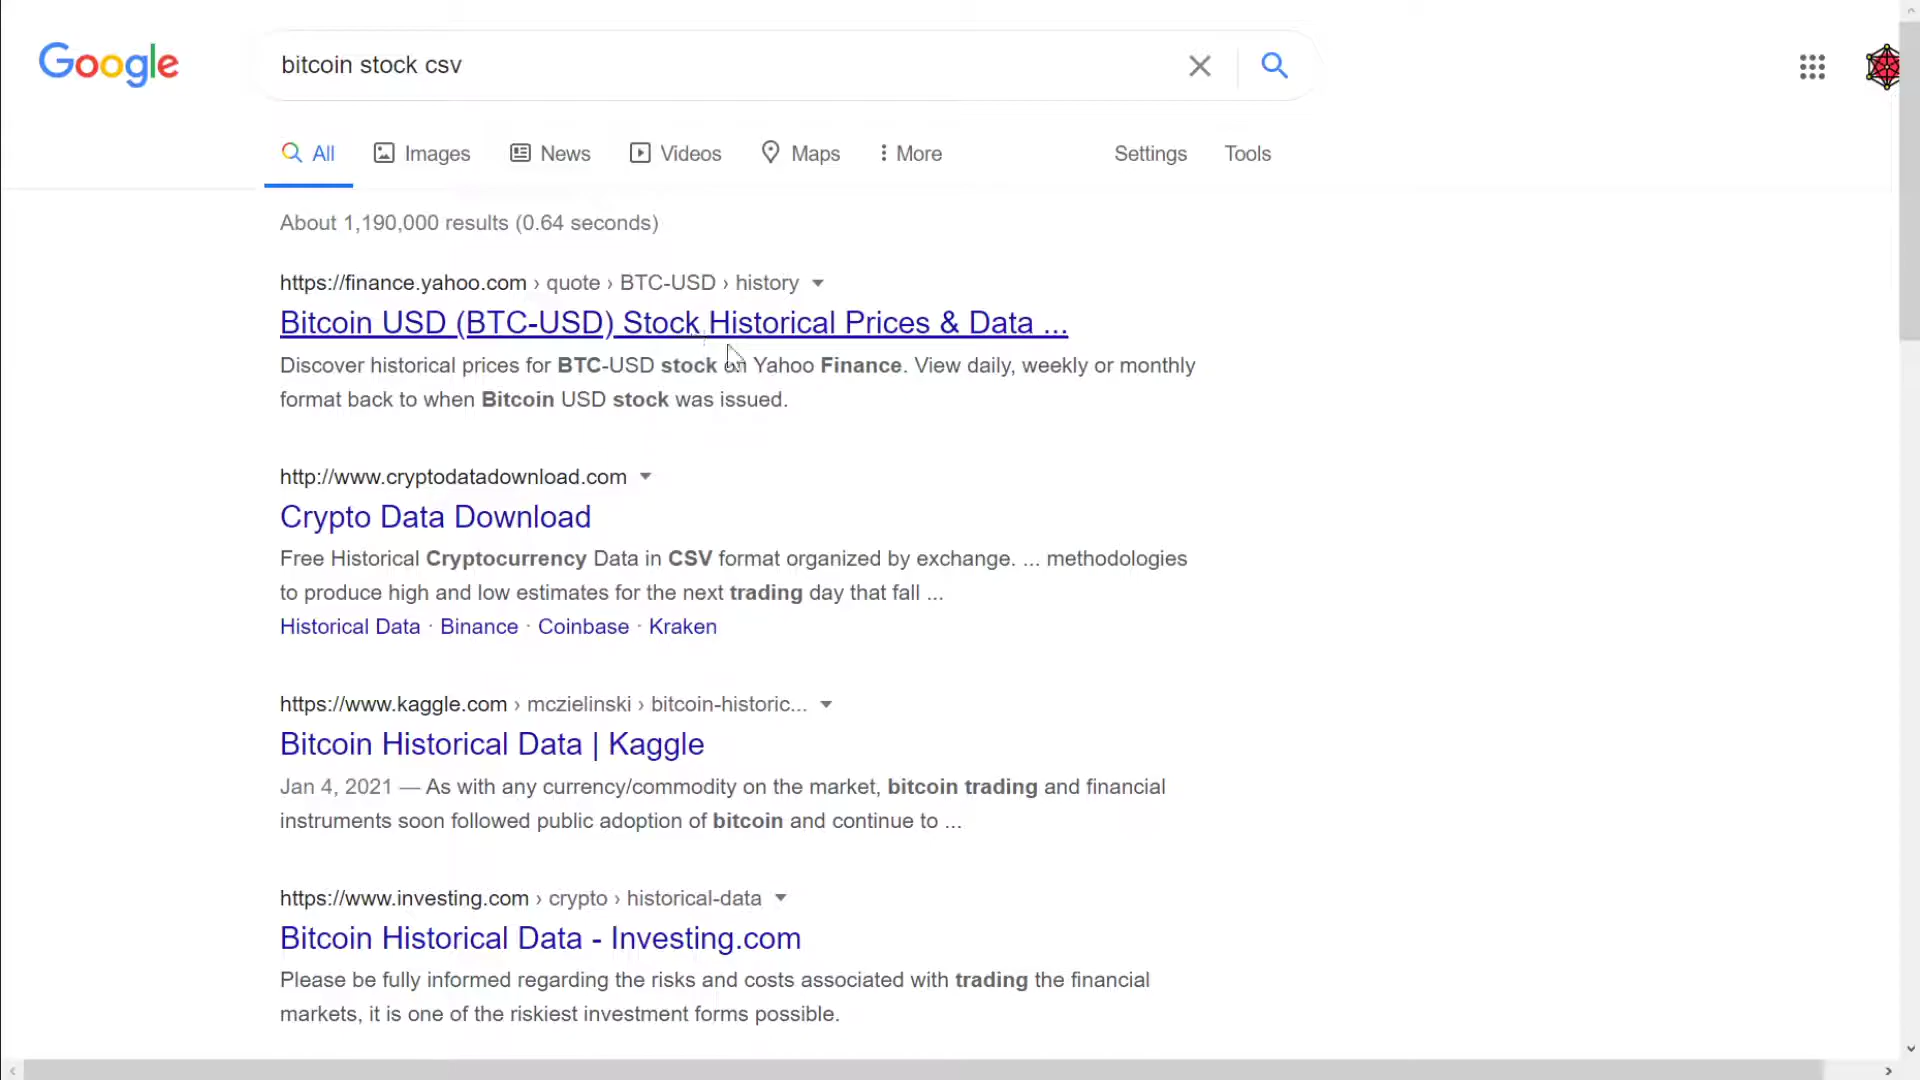 Google
bitcoin stock csv
All Images News Videos Maps More Settings Tools
About 1,190,000 results (0.64 seconds)
https://finance.yahoo.com › quote › BTC-USD › history
Bitcoin USD (BTC-USD) Stock Historical Prices & Data ...
Discover historical prices for BTC-USD stock on Yahoo Finance. View daily, weekly or monthly
format back to when Bitcoin USD stock was issued.
http://www.cryptodatadownload.com
Crypto Data Download
Free Historical Cryptocurrency Data in CSV format organized by exchange. ... methodologies
to produce high and low estimates for the next trading day that fall ...
Historical Data · Binance · Coinbase · Kraken
https://www.kaggle.com › mczielinski › bitcoin-historic...
Bitcoin Historical Data | Kaggle
Jan 4, 2021 — As with any currency/commodity on the market, bitcoin trading and financial
instruments soon followed public adoption of bitcoin and continue to ...
https://www.investing.com › crypto › historical-data
Bitcoin Historical Data - Investing.com
Please be fully informed regarding the risks and costs associated with trading the financial
markets, it is one of the riskiest investment forms possible.